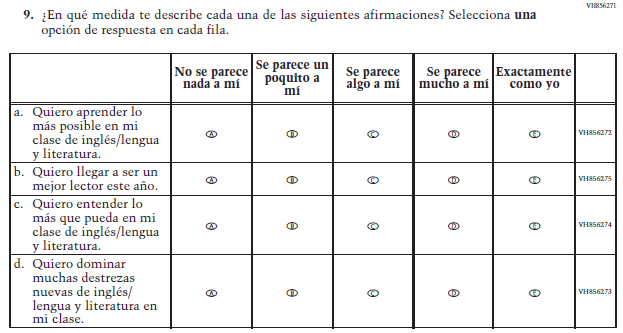 VH856271
9. ¿En qué medida te describe cada una de las siguientes afirmaciones? Selecciona una
opción de respuesta en cada fila.
No se parece
nada a mí
Se parece un
poquito a
mí
Se parece
algo a mí
Se parece
mucho a mí
Exactamente
como yo
a. Quiero aprender lo
más posible en mi
clase de inglés/lengua
y literatura.
A B C D E VH856272
b. Quiero llegar a ser un
mejor lector este año.
A B C D E VH856275
c. Quiero entender lo
más que pueda en mi
clase de inglés/lengua
y literatura.
A B C D E VH856274
d. Quiero dominar
muchas destrezas
nuevas de inglés/
lengua y literatura en
mi clase.
A B C D E VH856273